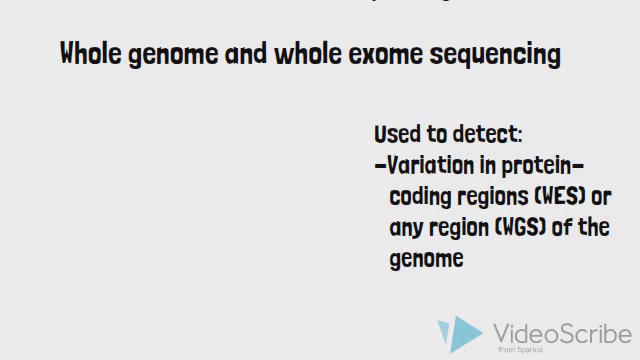 Whole genome and whole exome sequencing
Used to detect:
-Variation in protein-
coding regions (WES) or
any region (WGS) of the
genome
VideoScribe
from Sparkol